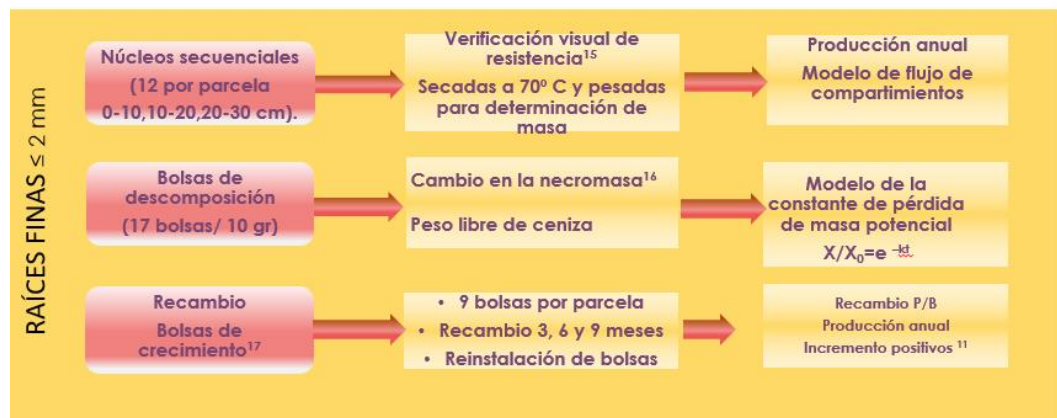 RAÍCES FINAS ≤ 2 mm
Núcleos secuenciales
(12 por parcela
0-10,10-20,20-30 cm).
Verificación visual de
resistencia¹⁵
Secadas a 70º C y pesadas
para determinación de
masa
Producción anual
Modelo de flujo de
compartimientos
Bolsas de
descomposición
(17 bolsas/ 10 gr)
Cambio en la necromasa¹⁶
Peso libre de ceniza
Modelo de la
constante de pérdida
de masa potencial
X/X₀=e ⁻ᵏᵗ
Recambio
Bolsas de
crecimiento¹⁷
• 9 bolsas por parcela
• Recambio 3, 6 y 9 meses
• Reinstalación de bolsas
Recambio P/B
Producción anual
Incremento positivos ¹¹